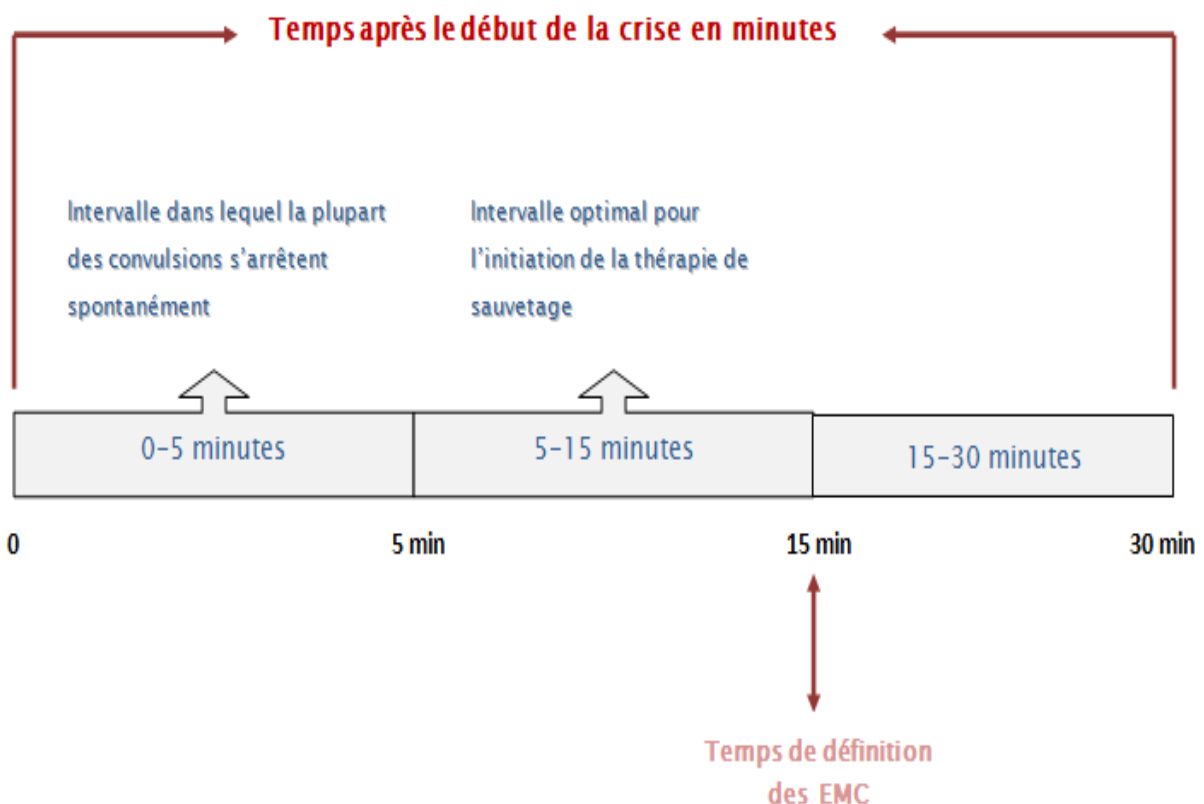 Temps après le début de la crise en minutes
Intervalle dans lequel la plupart
des convulsions s'arrêtent
spontanément
Intervalle optimal pour
l'initiation de la thérapie de
sauvetage
0-5 minutes
5-15 minutes
15-30 minutes
0
5 min
15 min
30 min
Temps de définition
des EMC